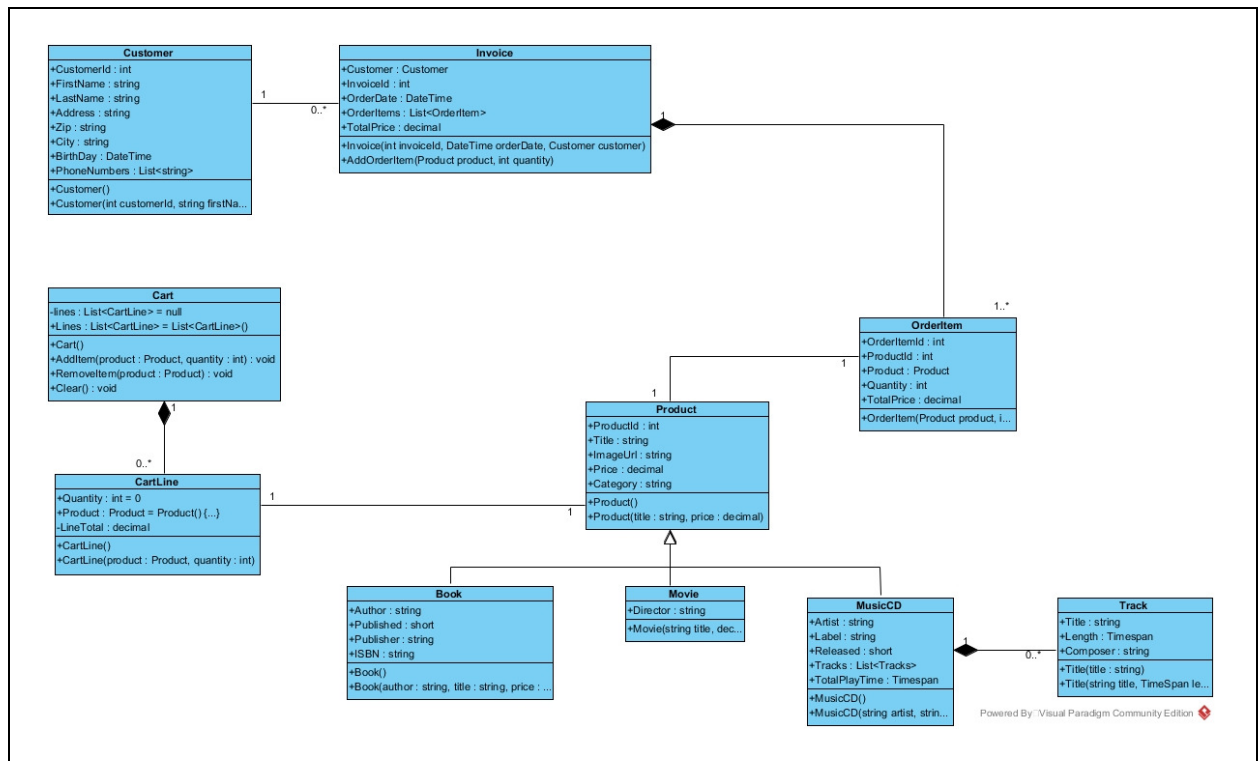 Customer
+CustomerId : int
+FirstName : string
+LastName : string
+Address : string
+Zip : string
+City : string
+BirthDay : DateTime
+PhoneNumbers : List<string>
+Customer()
+Customer(int customerId, string firstNa...
1
0..*
Invoice
+Customer : Customer
+InvoiceId : int
+OrderDate : DateTime
+OrderItems : List<OrderItem>
+TotalPrice : decimal
+Invoice(int invoiceId, DateTime orderDate, Customer customer)
+AddOrderItem(Product product, int quantity)
1
1..*
Cart
-lines : List<CartLine> = null
+Lines : List<CartLine> = List<CartLine>()
+Cart()
+AddItem(product : Product, quantity : int) : void
+RemoveItem(product : Product) : void
+Clear() : void
1
0..*
OrderItem
+OrderItemId : int
+ProductId : int
+Product : Product
+Quantity : int
+TotalPrice : decimal
+OrderItem(Product product, i...
1
1
Product
+ProductId : int
+Title : string
+ImageUrl : string
+Price : decimal
+Category : string
+Product()
+Product(title : string, price : decimal)
CartLine
+Quantity : int = 0
+Product : Product = Product() {...}
-LineTotal : decimal
+CartLine()
+CartLine(product : Product, quantity : int)
1
1
Book
+Author : string
+Published : short
+Publisher : string
+ISBN : string
+Book()
+Book(author : string, title : string, price : ...
Movie
+Director : string
+Movie(string title, dec...
MusicCD
+Artist : string
+Label : string
+Released : short
+Tracks : List<Tracks>
+TotalPlayTime : Timespan
+MusicCD()
+MusicCD(string artist, strin...
1
0..*
Track
+Title : string
+Length : Timespan
+Composer : string
+Title(title : string)
+Title(string title, TimeSpan le...
Powered By Visual Paradigm Community Edition